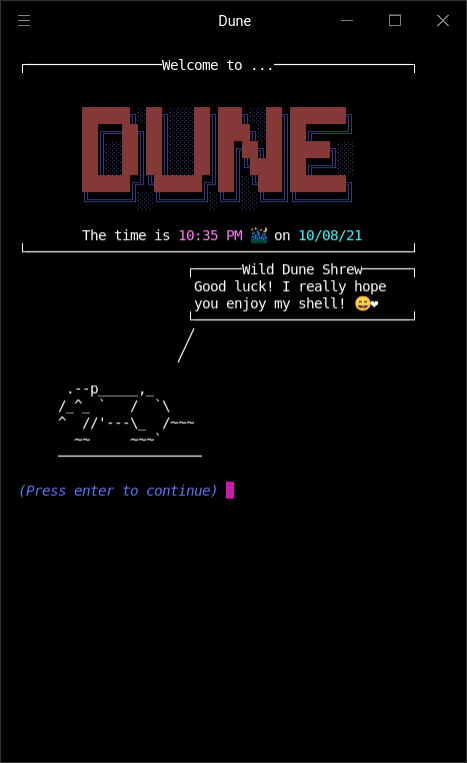 Dune
Welcome to ...
DUNE
The time is 10:35 PM 🌃 on 10/08/21
Wild Dune Shrew
Good luck! I really hope
you enjoy my shell! 😄❤
(Press enter to continue)